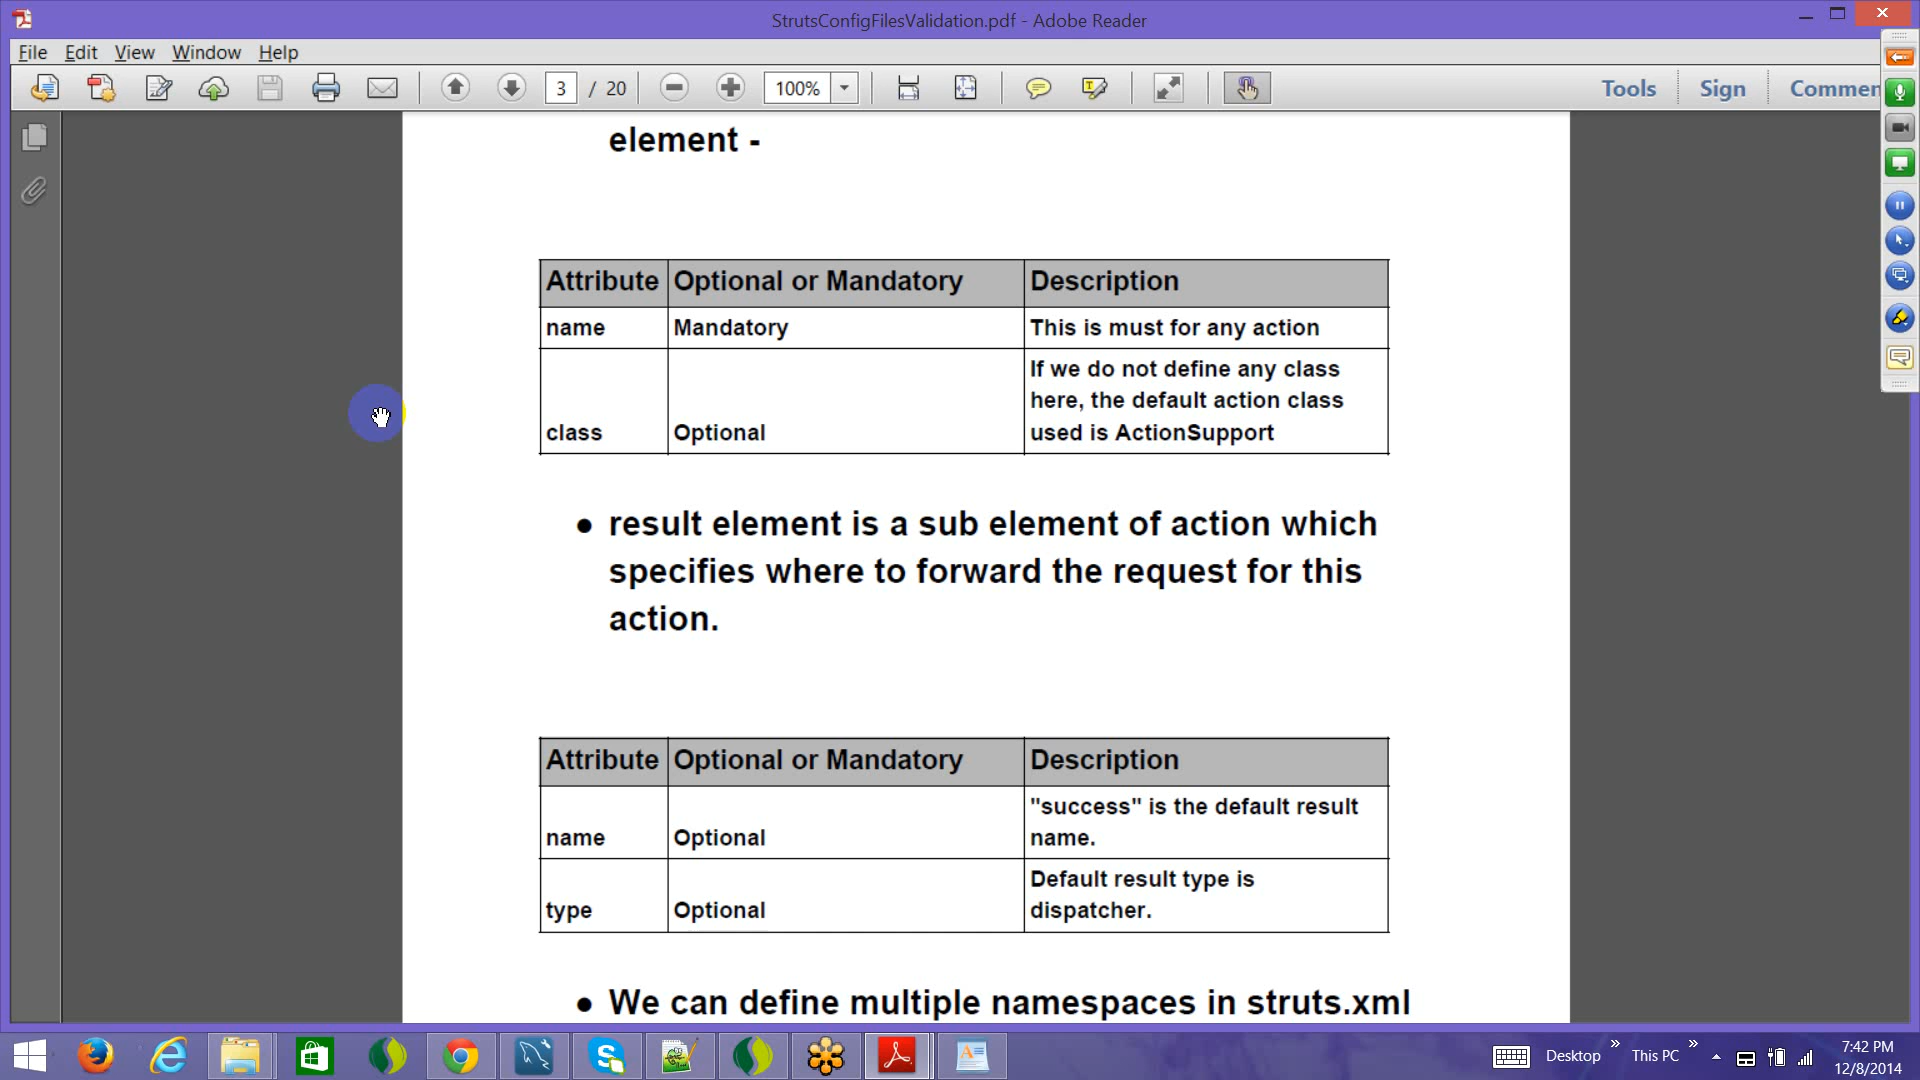 StrutsConfigFilesValidation.pdf - Adobe Reader
File Edit View Window Help
3 / 20 100% Tools Sign Commen
element -
Attribute Optional or Mandatory Description
name Mandatory This is must for any action
If we do not define any class
here, the default action class
class Optional used is ActionSupport
● result element is a sub element of action which
specifies where to forward the request for this
action.
Attribute Optional or Mandatory Description
"success" is the default result
name Optional name.
Default result type is
type Optional dispatcher.
● We can define multiple namespaces in struts.xml
Desktop » This PC » 7:42 PM
12/8/2014